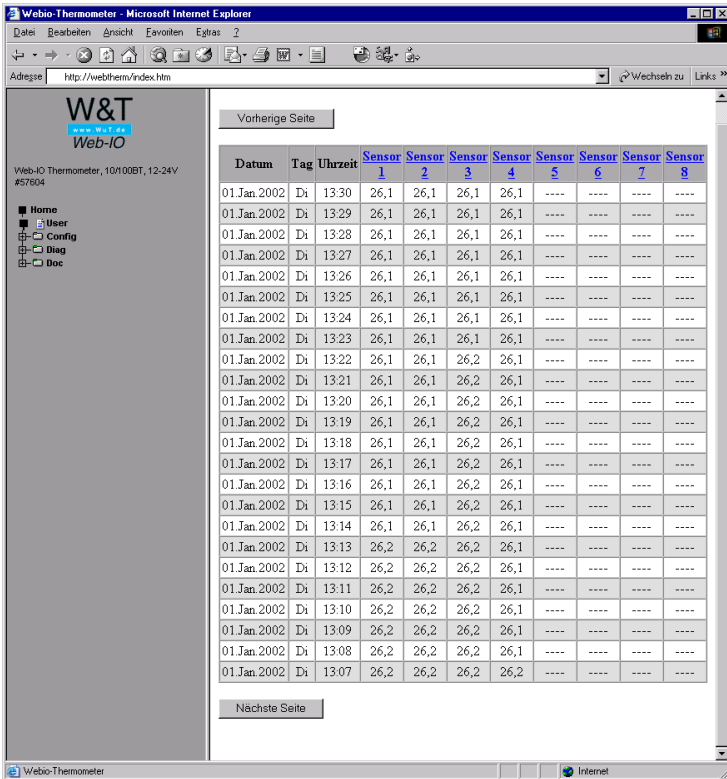 Webio-Thermometer - Microsoft Internet Explorer
Datei Bearbeiten Ansicht Favoriten Extras ?
Adresse http://webtherm/index.htm Wechseln zu Links »
W&T
www.WuT.de
Web-IO
Web-IO Thermometer, 10/100BT, 12-24V
#57604
Home
User
Config
Diag
Doc
Vorherige Seite
Datum Tag Uhrzeit Sensor 1 Sensor 2 Sensor 3 Sensor 4 Sensor 5 Sensor 6 Sensor 7 Sensor 8
01.Jan.2002 Di 13:30 26,1 26,1 26,1 26,1 ---- ---- ---- ----
01.Jan.2002 Di 13:29 26,1 26,1 26,1 26,1 ---- ---- ---- ----
01.Jan.2002 Di 13:28 26,1 26,1 26,1 26,1 ---- ---- ---- ----
01.Jan.2002 Di 13:27 26,1 26,1 26,1 26,1 ---- ---- ---- ----
01.Jan.2002 Di 13:26 26,1 26,1 26,1 26,1 ---- ---- ---- ----
01.Jan.2002 Di 13:25 26,1 26,1 26,1 26,1 ---- ---- ---- ----
01.Jan.2002 Di 13:24 26,1 26,1 26,1 26,1 ---- ---- ---- ----
01.Jan.2002 Di 13:23 26,1 26,1 26,1 26,1 ---- ---- ---- ----
01.Jan.2002 Di 13:22 26,1 26,1 26,2 26,1 ---- ---- ---- ----
01.Jan.2002 Di 13:21 26,1 26,1 26,2 26,1 ---- ---- ---- ----
01.Jan.2002 Di 13:20 26,1 26,1 26,2 26,1 ---- ---- ---- ----
01.Jan.2002 Di 13:19 26,1 26,1 26,2 26,1 ---- ---- ---- ----
01.Jan.2002 Di 13:18 26,1 26,1 26,2 26,1 ---- ---- ---- ----
01.Jan.2002 Di 13:17 26,1 26,1 26,2 26,1 ---- ---- ---- ----
01.Jan.2002 Di 13:16 26,1 26,1 26,2 26,1 ---- ---- ---- ----
01.Jan.2002 Di 13:15 26,1 26,1 26,2 26,1 ---- ---- ---- ----
01.Jan.2002 Di 13:14 26,1 26,1 26,2 26,1 ---- ---- ---- ----
01.Jan.2002 Di 13:13 26,2 26,2 26,2 26,1 ---- ---- ---- ----
01.Jan.2002 Di 13:12 26,2 26,2 26,2 26,1 ---- ---- ---- ----
01.Jan.2002 Di 13:11 26,2 26,2 26,2 26,1 ---- ---- ---- ----
01.Jan.2002 Di 13:10 26,2 26,2 26,2 26,1 ---- ---- ---- ----
01.Jan.2002 Di 13:09 26,2 26,2 26,2 26,1 ---- ---- ---- ----
01.Jan.2002 Di 13:08 26,2 26,2 26,2 26,1 ---- ---- ---- ----
01.Jan.2002 Di 13:07 26,2 26,2 26,2 26,2 ---- ---- ---- ----
Nächste Seite
Webio-Thermometer Internet